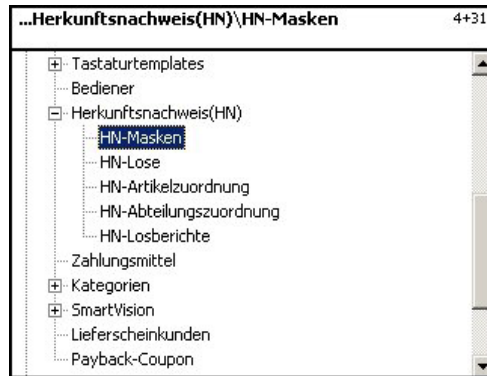 ...Herkunftsnachweis(HN)\HN-Masken 4+31
Tastaturtemplates
Bediener
Herkunftsnachweis(HN)
HN-Masken
HN-Lose
HN-Artikelzuordnung
HN-Abteilungszuordnung
HN-Losberichte
Zahlungsmittel
Kategorien
SmartVision
Lieferscheinkunden
Payback-Coupon